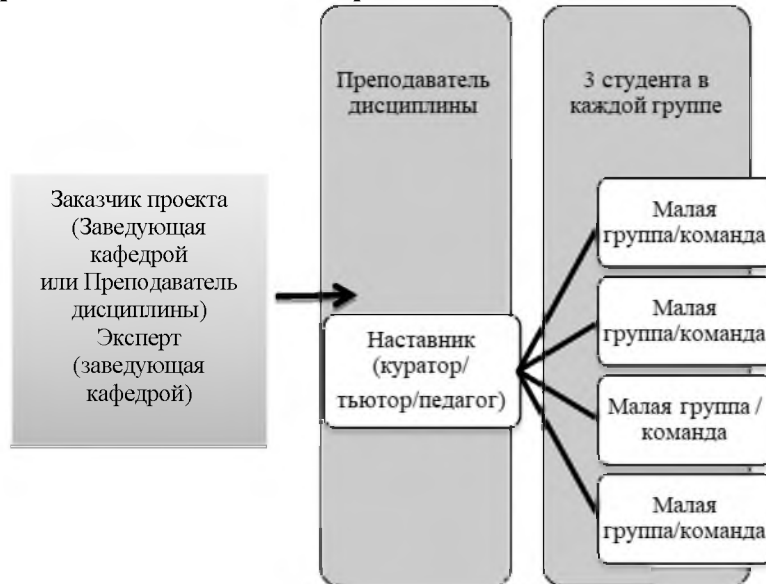 Преподаватель
дисциплины
3 студента в
каждой группе
Заказчик проекта
(Заведующая
кафедрой
или Преподаватель
дисциплины)
Эксперт
(заведующая
кафедрой)
Наставник
(куратор/
тьютор/педагог)
Малая
группа/команда
Малая
группа/команда
Малая группа /
команда
Малая
группа/команда